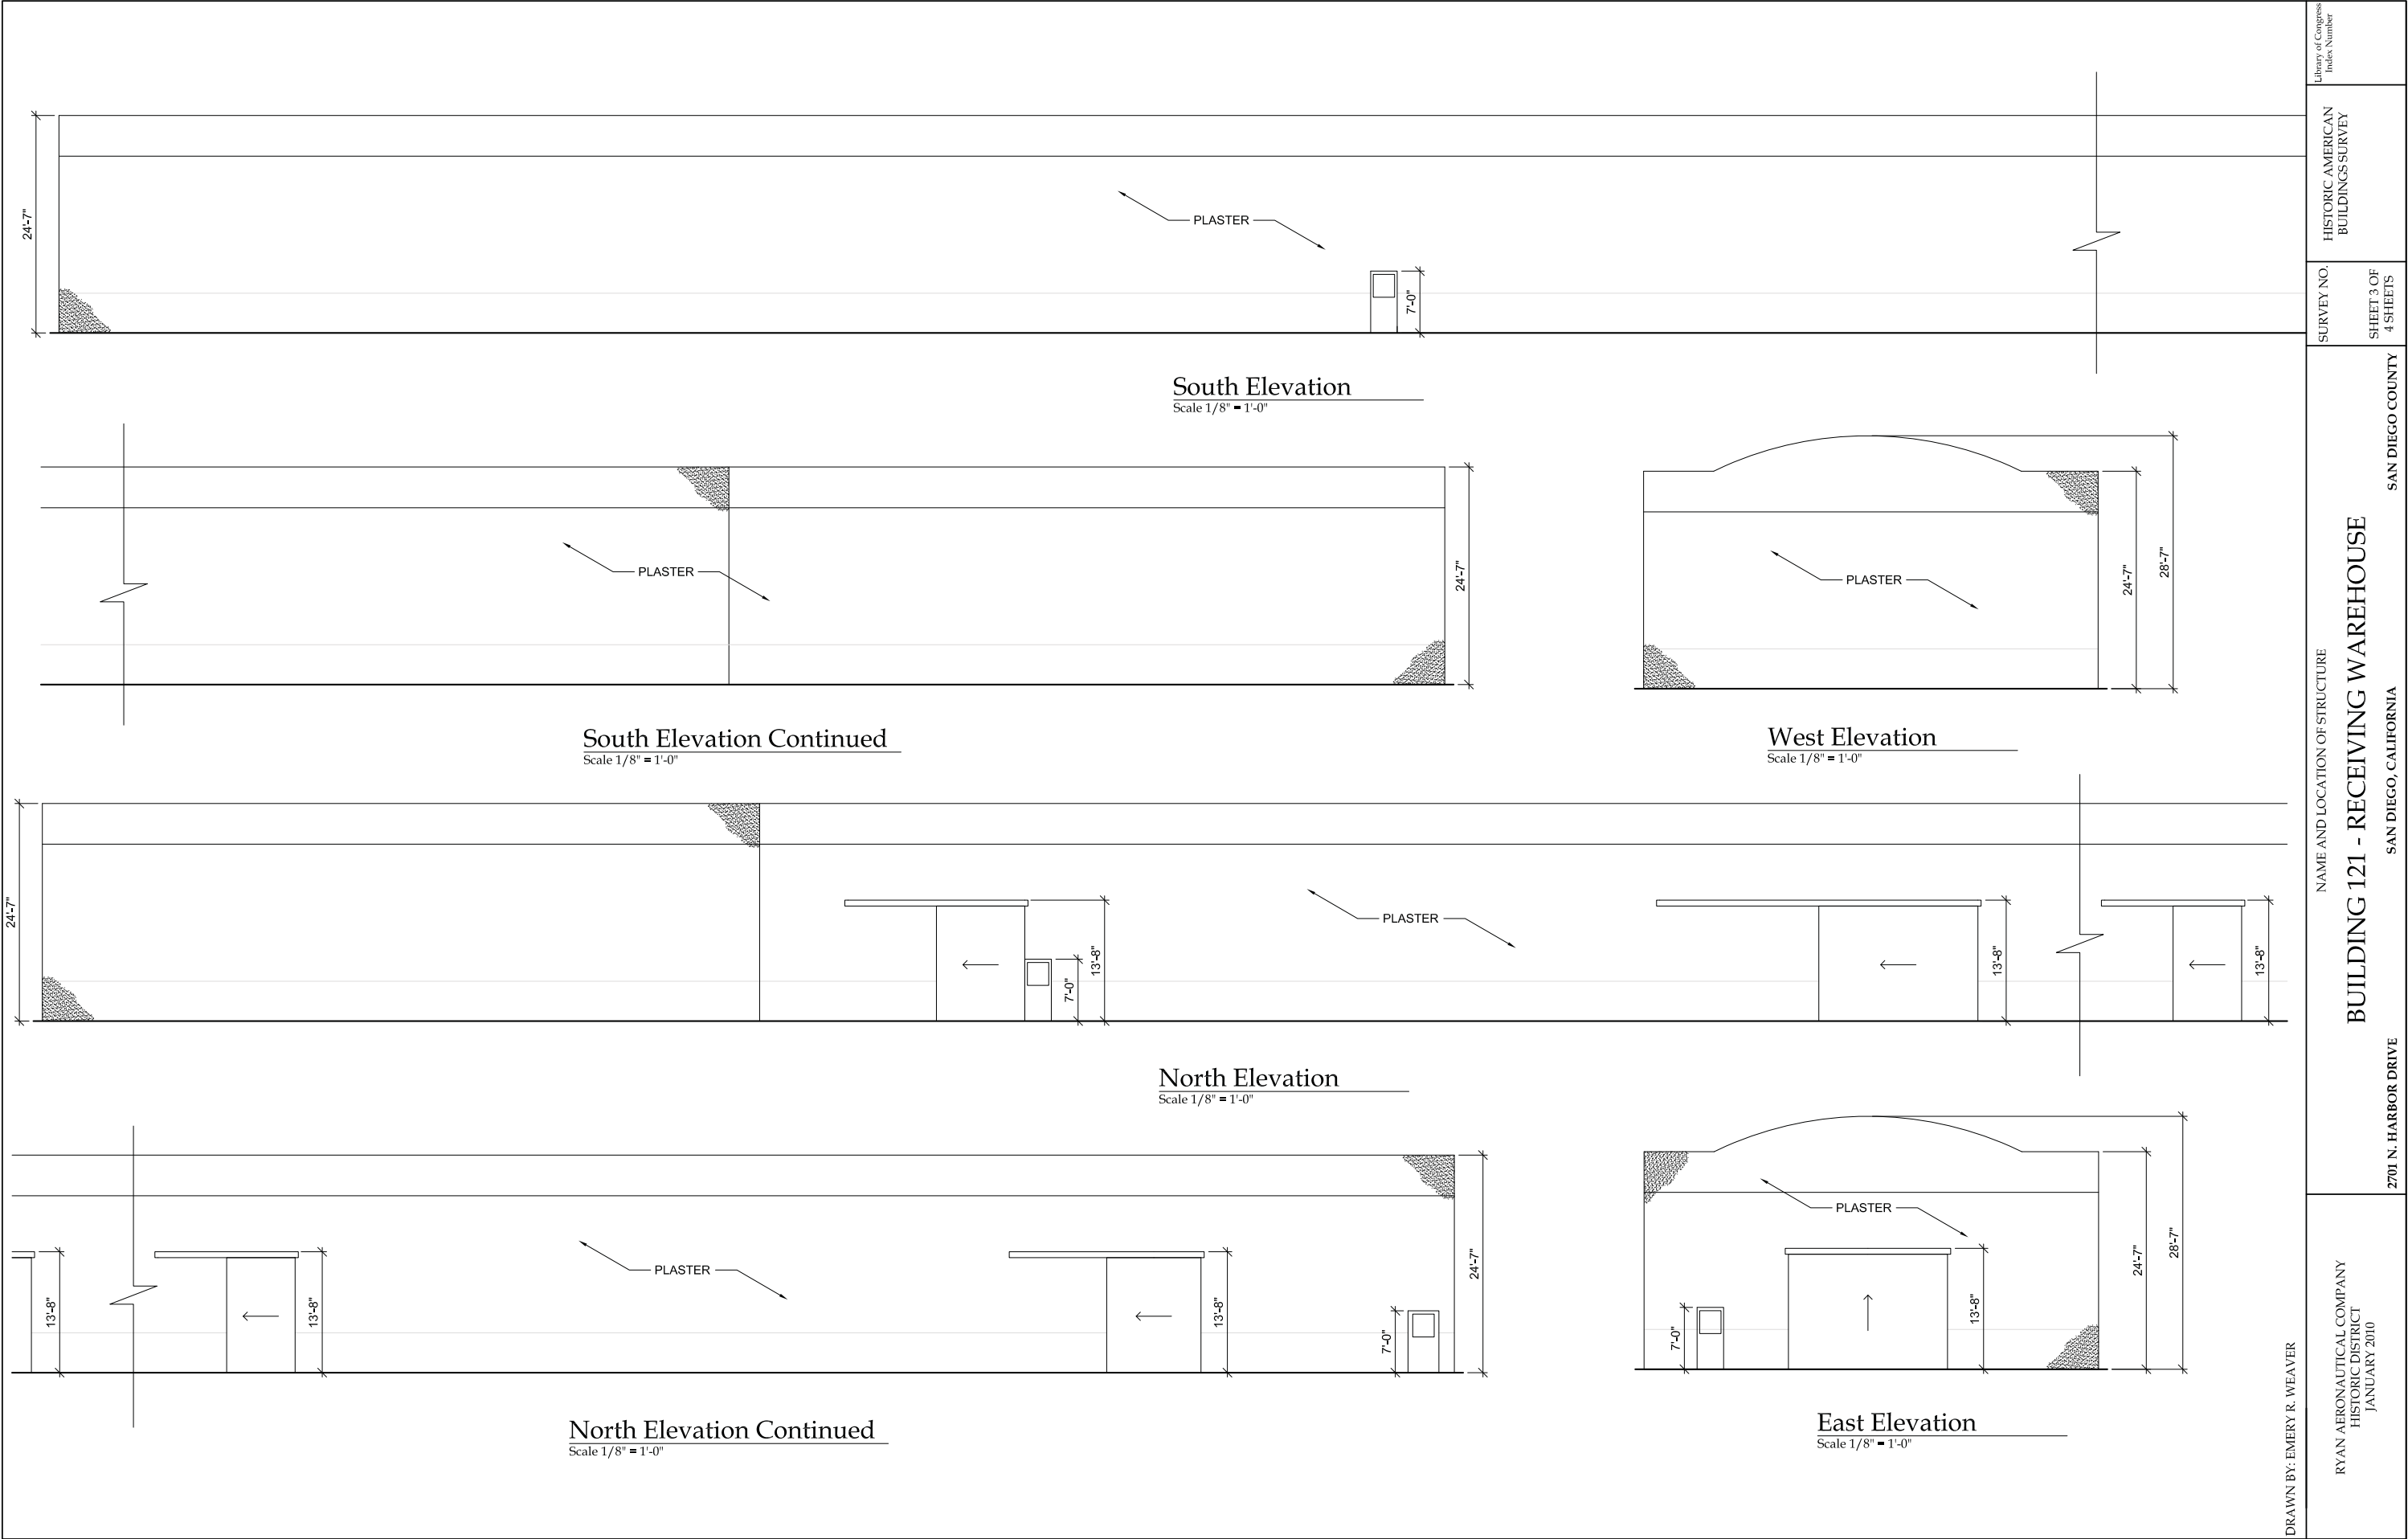 24'-7"
PLASTER
7'-0"
South Elevation
Scale 1/8" = 1'-0"
PLASTER
24'-7"
South Elevation Continued
Scale 1/8" = 1'-0"
PLASTER
24'-7"
28'-7"
West Elevation
Scale 1/8" = 1'-0"
24'-7"
7'-0"
13'-8"
PLASTER
13'-8"
13'-8"
North Elevation
Scale 1/8" = 1'-0"
13'-8"
13'-8"
PLASTER
13'-8"
7'-0"
24'-7"
North Elevation Continued
Scale 1/8" = 1'-0"
PLASTER
7'-0"
13'-8"
24'-7"
28'-7"
East Elevation
Scale 1/8" = 1'-0"
DRAWN BY: EMERY R. WEAVER
RYAN AERONAUTICAL COMPANY
HISTORIC DISTRICT
JANUARY 2010
NAME AND LOCATION OF STRUCTURE
BUILDING 121 - RECEIVING WAREHOUSE
2701 N. HARBOR DRIVE
SAN DIEGO, CALIFORNIA
SAN DIEGO COUNTY
SURVEY NO.
SHEET 3 OF
4 SHEETS
HISTORIC AMERICAN
BUILDINGS SURVEY
Library of Congress
Index Number